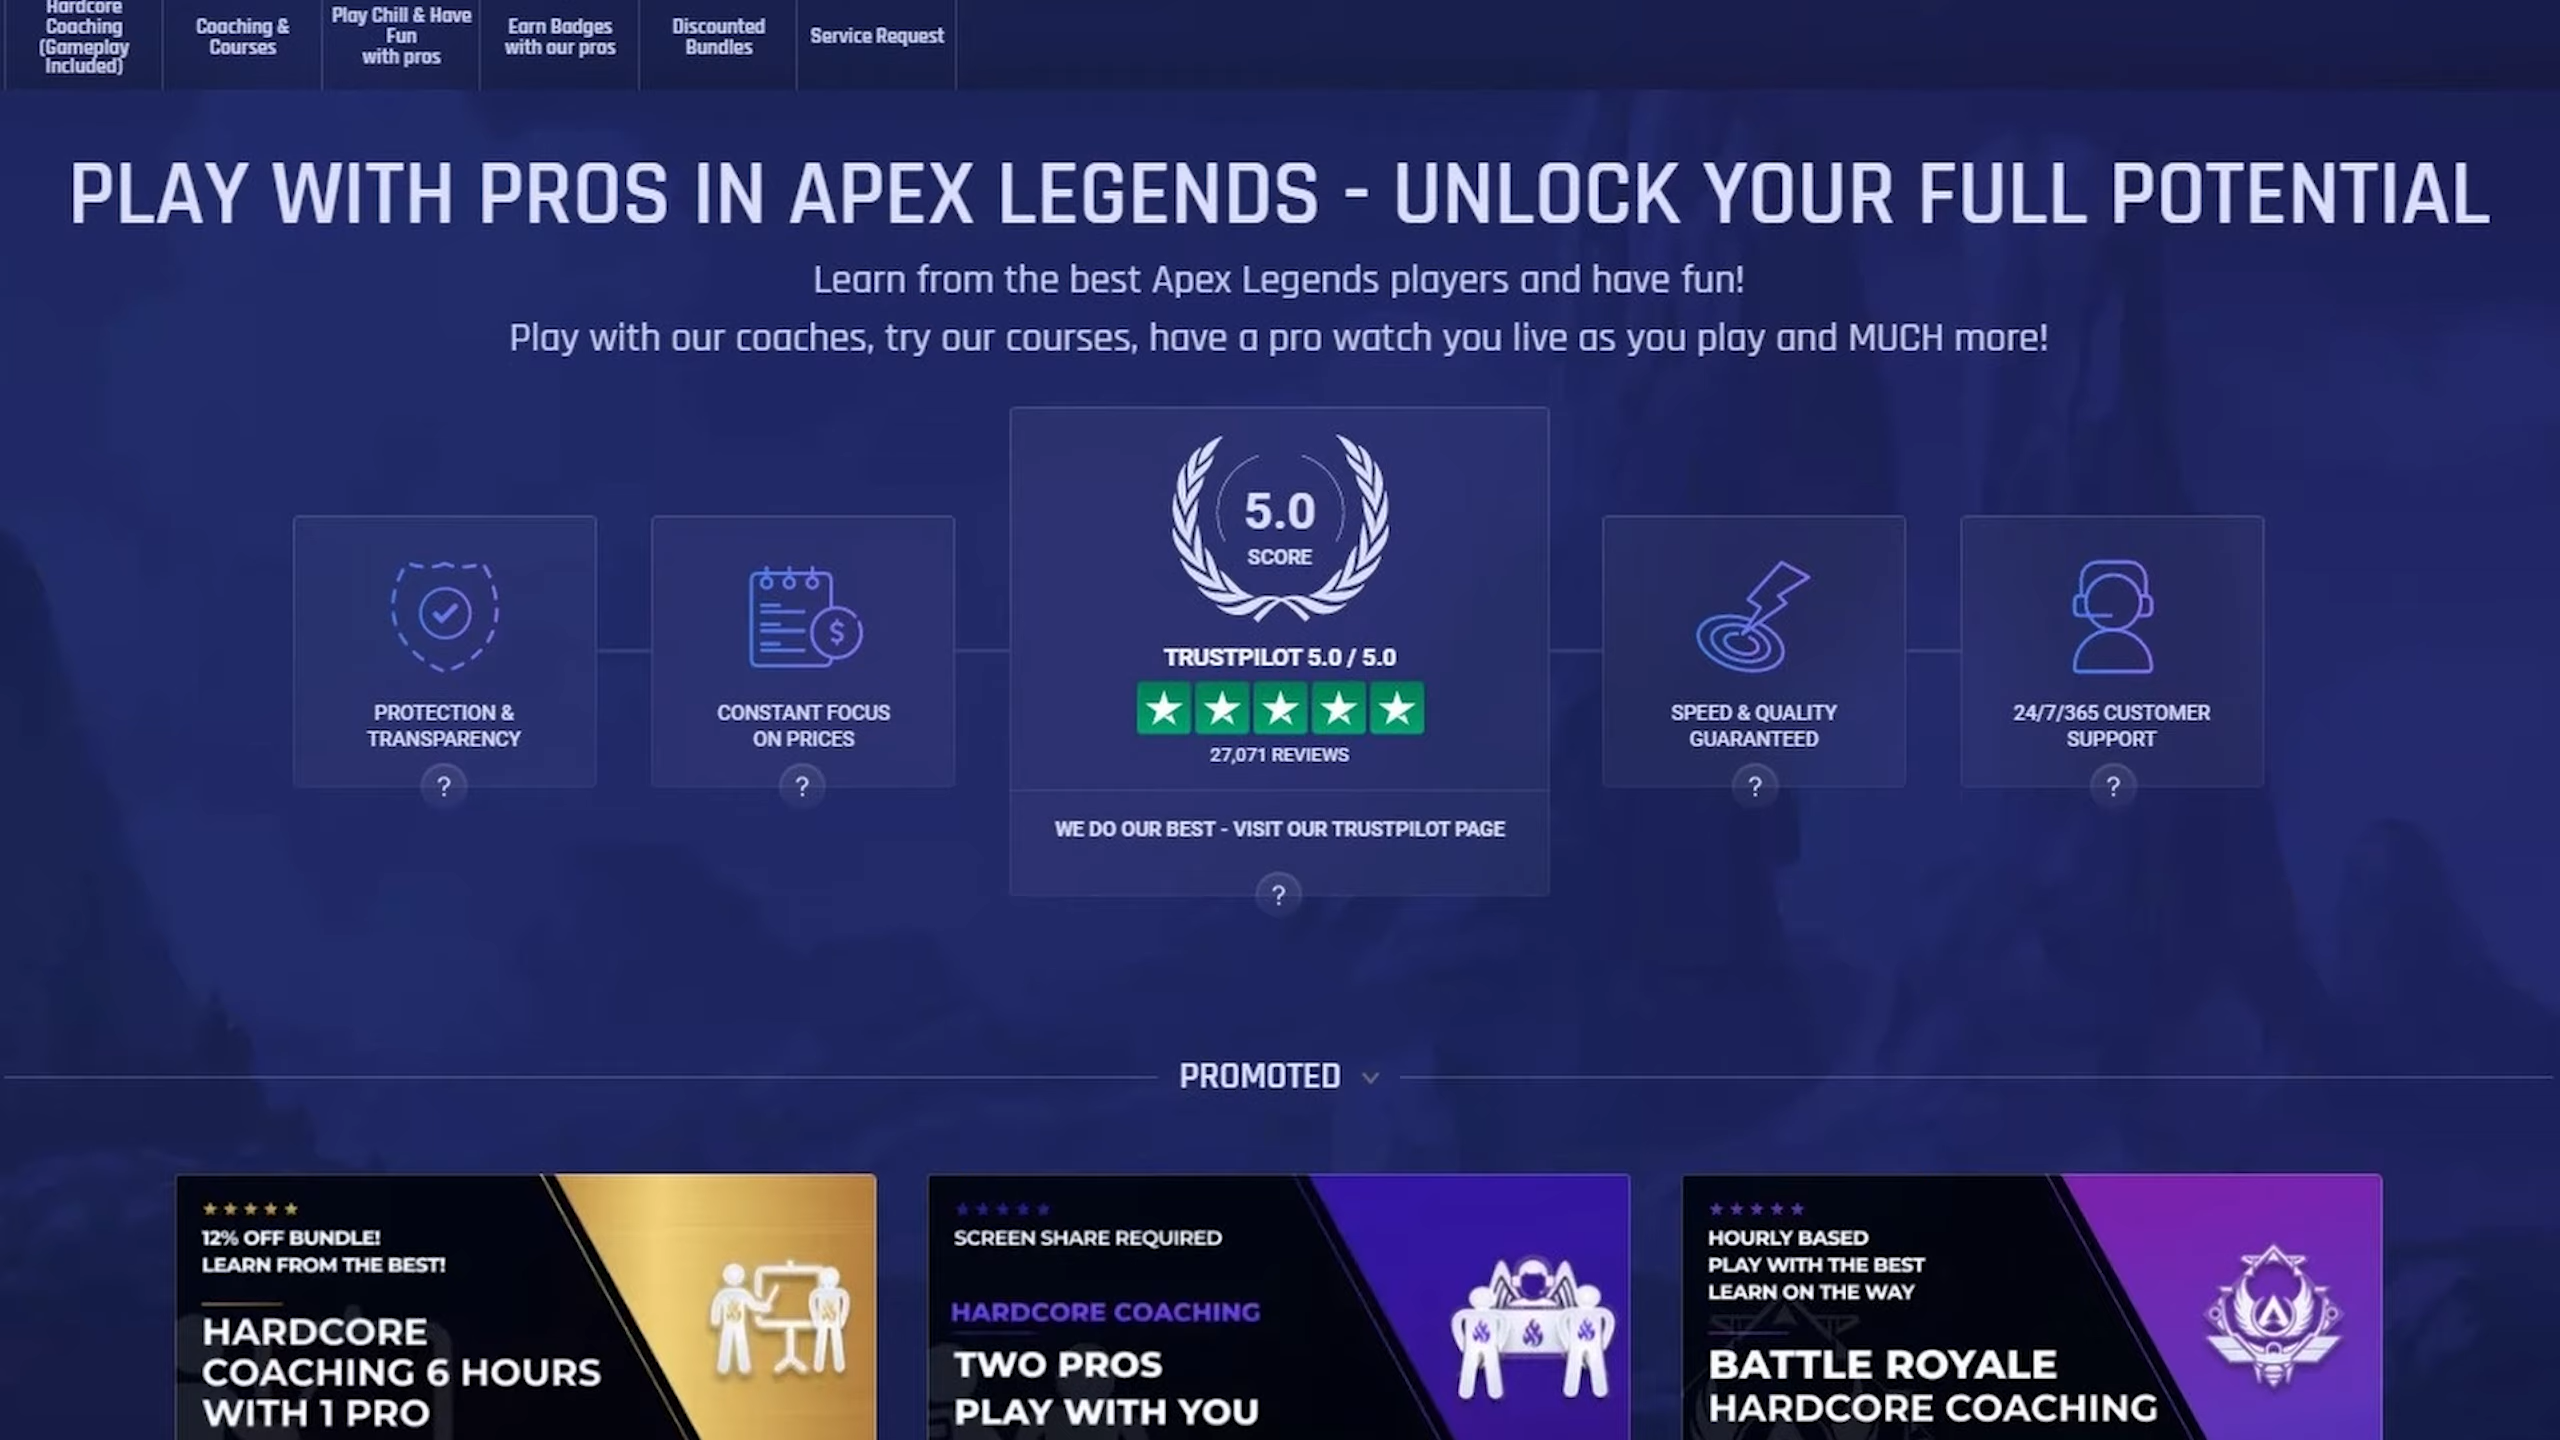 Hardcore
Coaching
(Gameplay
Included)
Coaching &
Courses
Play Chill & Have
Fun
with pros
Earn Badges
with our pros
Discounted
Bundles
Service Request
PLAY WITH PROS IN APEX LEGENDS - UNLOCK YOUR FULL POTENTIAL
Learn from the best Apex Legends players and have fun!
Play with our coaches, try our courses, have a pro watch you live as you play and MUCH more!
PROTECTION &
TRANSPARENCY
?
$
CONSTANT FOCUS
ON PRICES
?
5.0
SCORE
TRUSTPILOT 5.0 / 5.0
27,071 REVIEWS
WE DO OUR BEST - VISIT OUR TRUSTPILOT PAGE
?
SPEED & QUALITY
GUARANTEED
?
24/7/365 CUSTOMER
SUPPORT
?
PROMOTED
12% OFF BUNDLE!
LEARN FROM THE BEST!
HARDCORE
COACHING 6 HOURS
WITH 1 PRO
SCREEN SHARE REQUIRED
HARDCORE COACHING
TWO PROS
PLAY WITH YOU
HOURLY BASED
PLAY WITH THE BEST
LEARN ON THE WAY
BATTLE ROYALE
HARDCORE COACHING